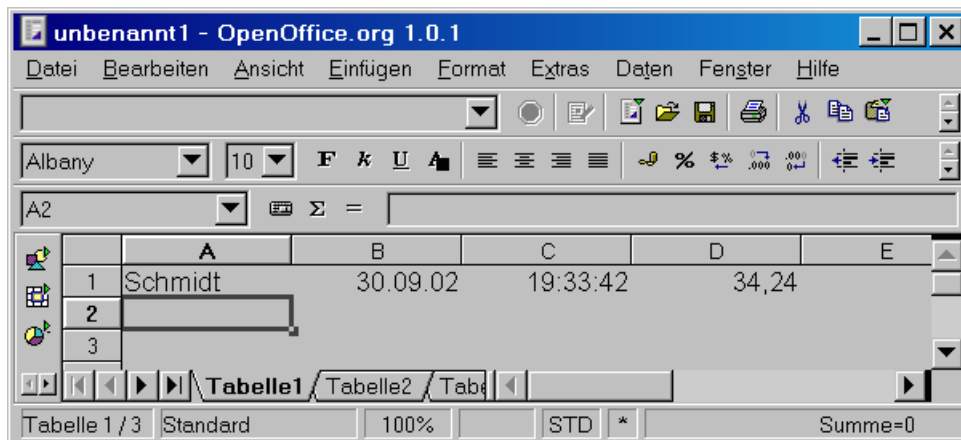 unbenannt1 - OpenOffice.org 1.0.1
Datei Bearbeiten Ansicht Einfügen Format Extras Daten Fenster Hilfe
Albany 10 F k U A % $% .000 .000
A2 Σ =
A B C D E
1 Schmidt 30.09.02 19:33:42 34,24
2
3
Tabelle1 Tabelle2 Tabe
Tabelle 1 / 3 Standard 100% STD * Summe=0